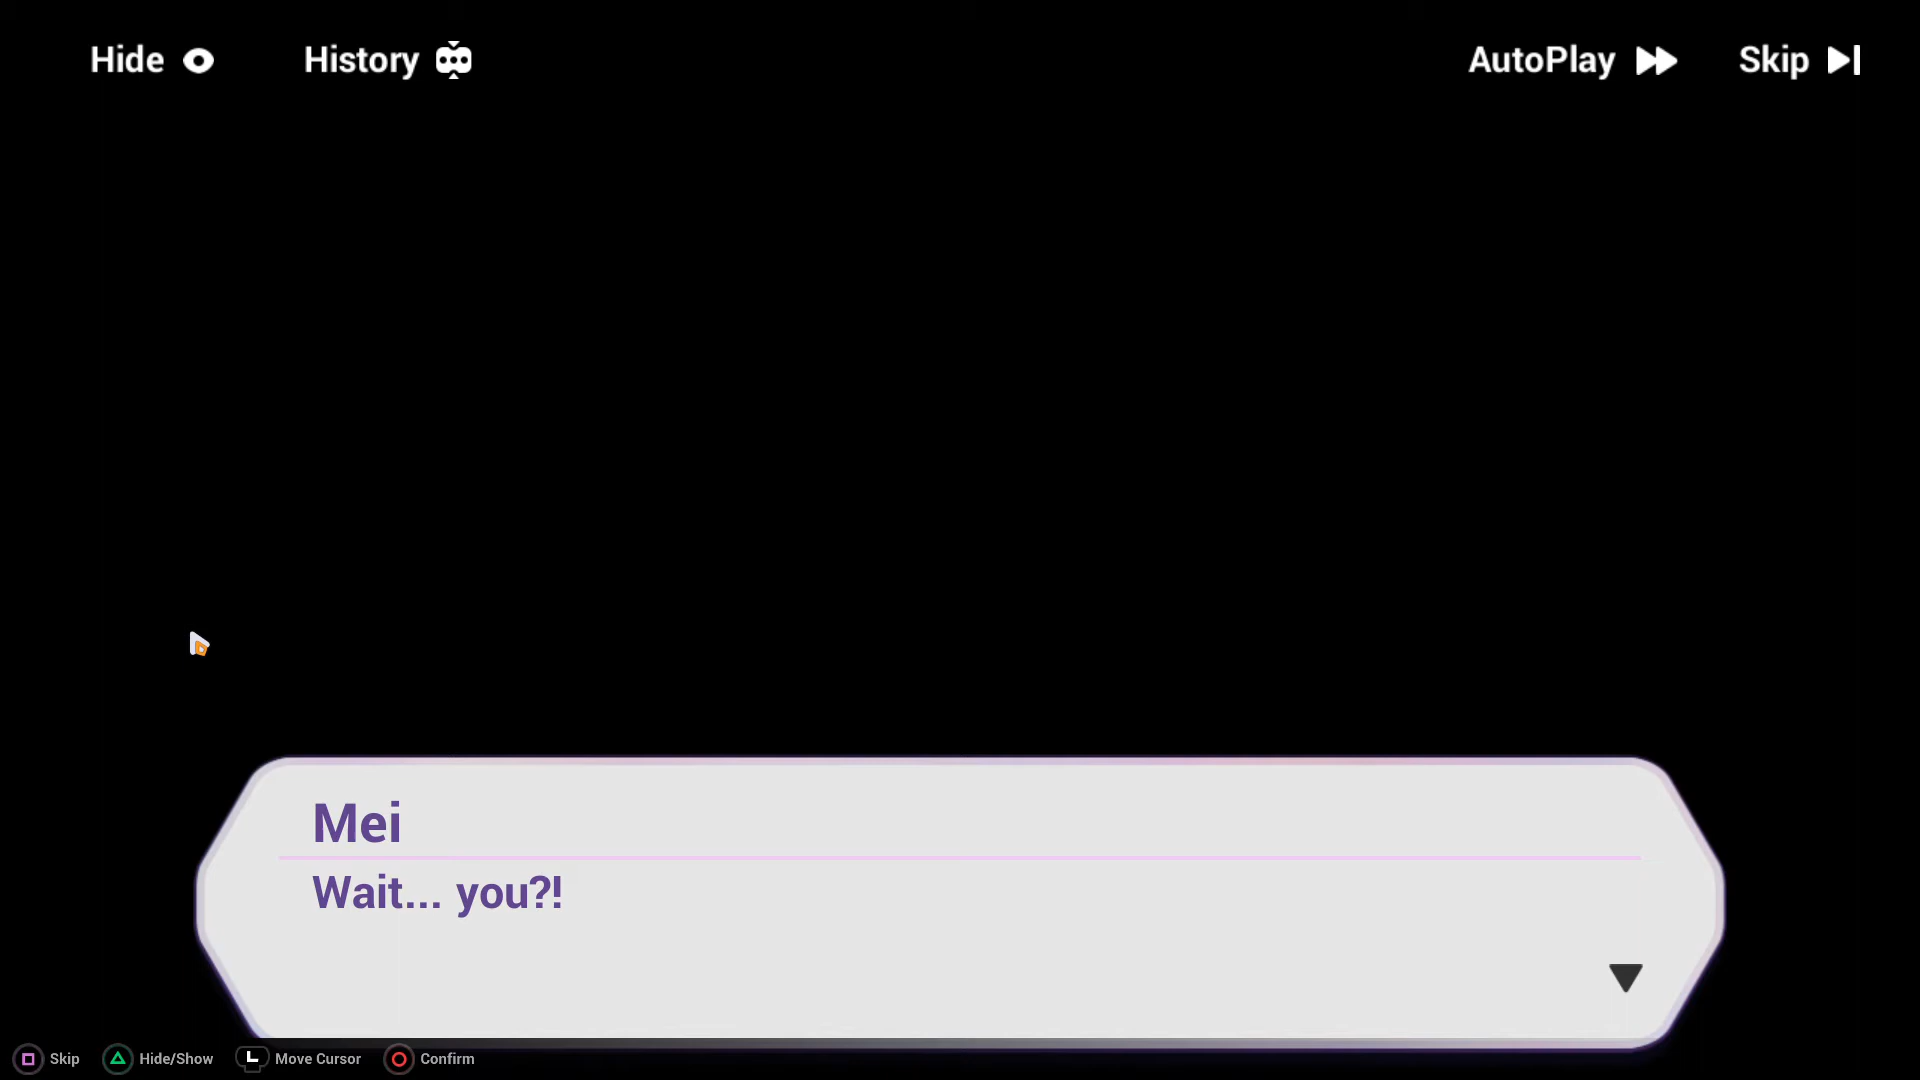 Hide
History
AutoPlay
Skip
Mei
Wait... you?!
Skip
Hide/Show
L
Move Cursor
Confirm